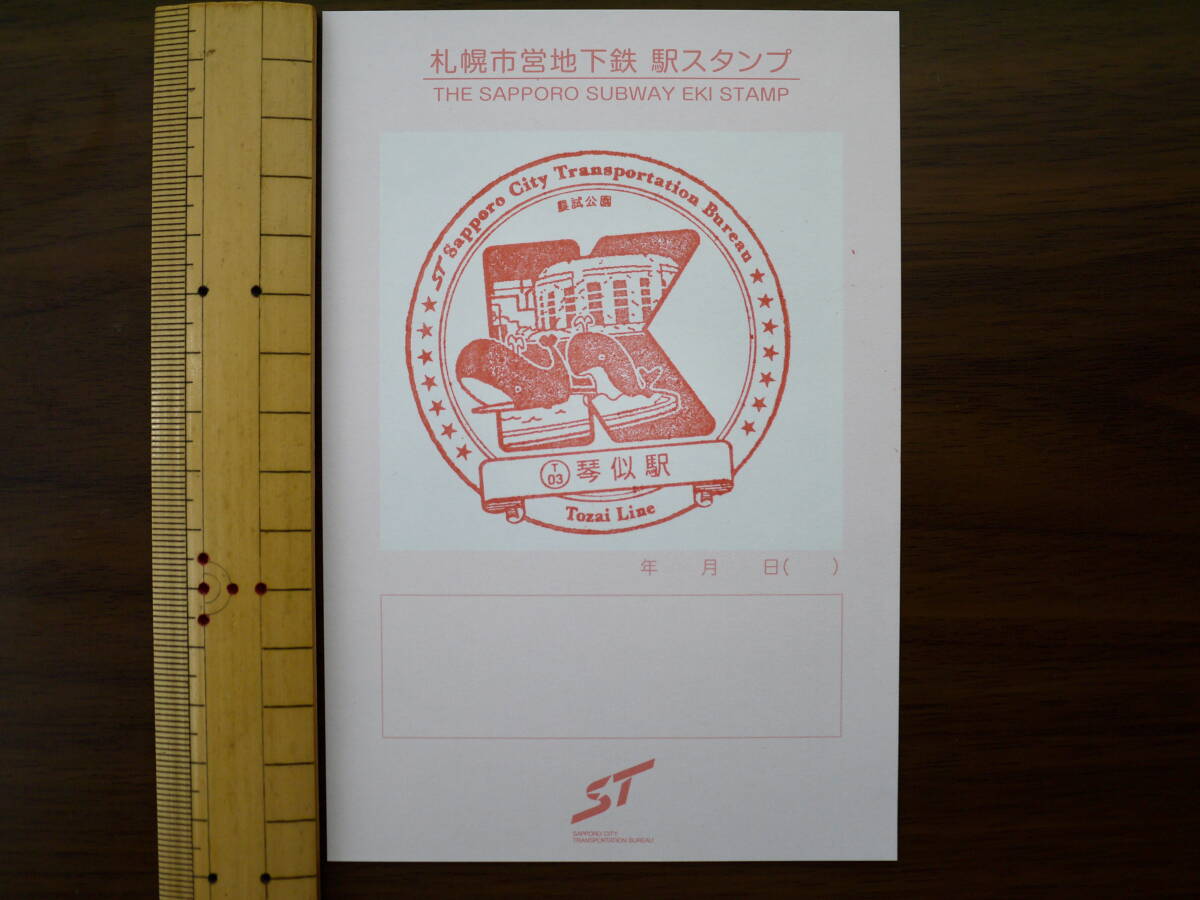 札幌市営地下鉄 駅スタンプ
THE SAPPORO SUBWAY EKI STAMP
ST Sapporo City Transportation Bureau
農試公園
T
03
琴似駅
Tozai Line
年 月 日( )
ST
SAPPORO CITY
TRANSPORTATION BUREAU